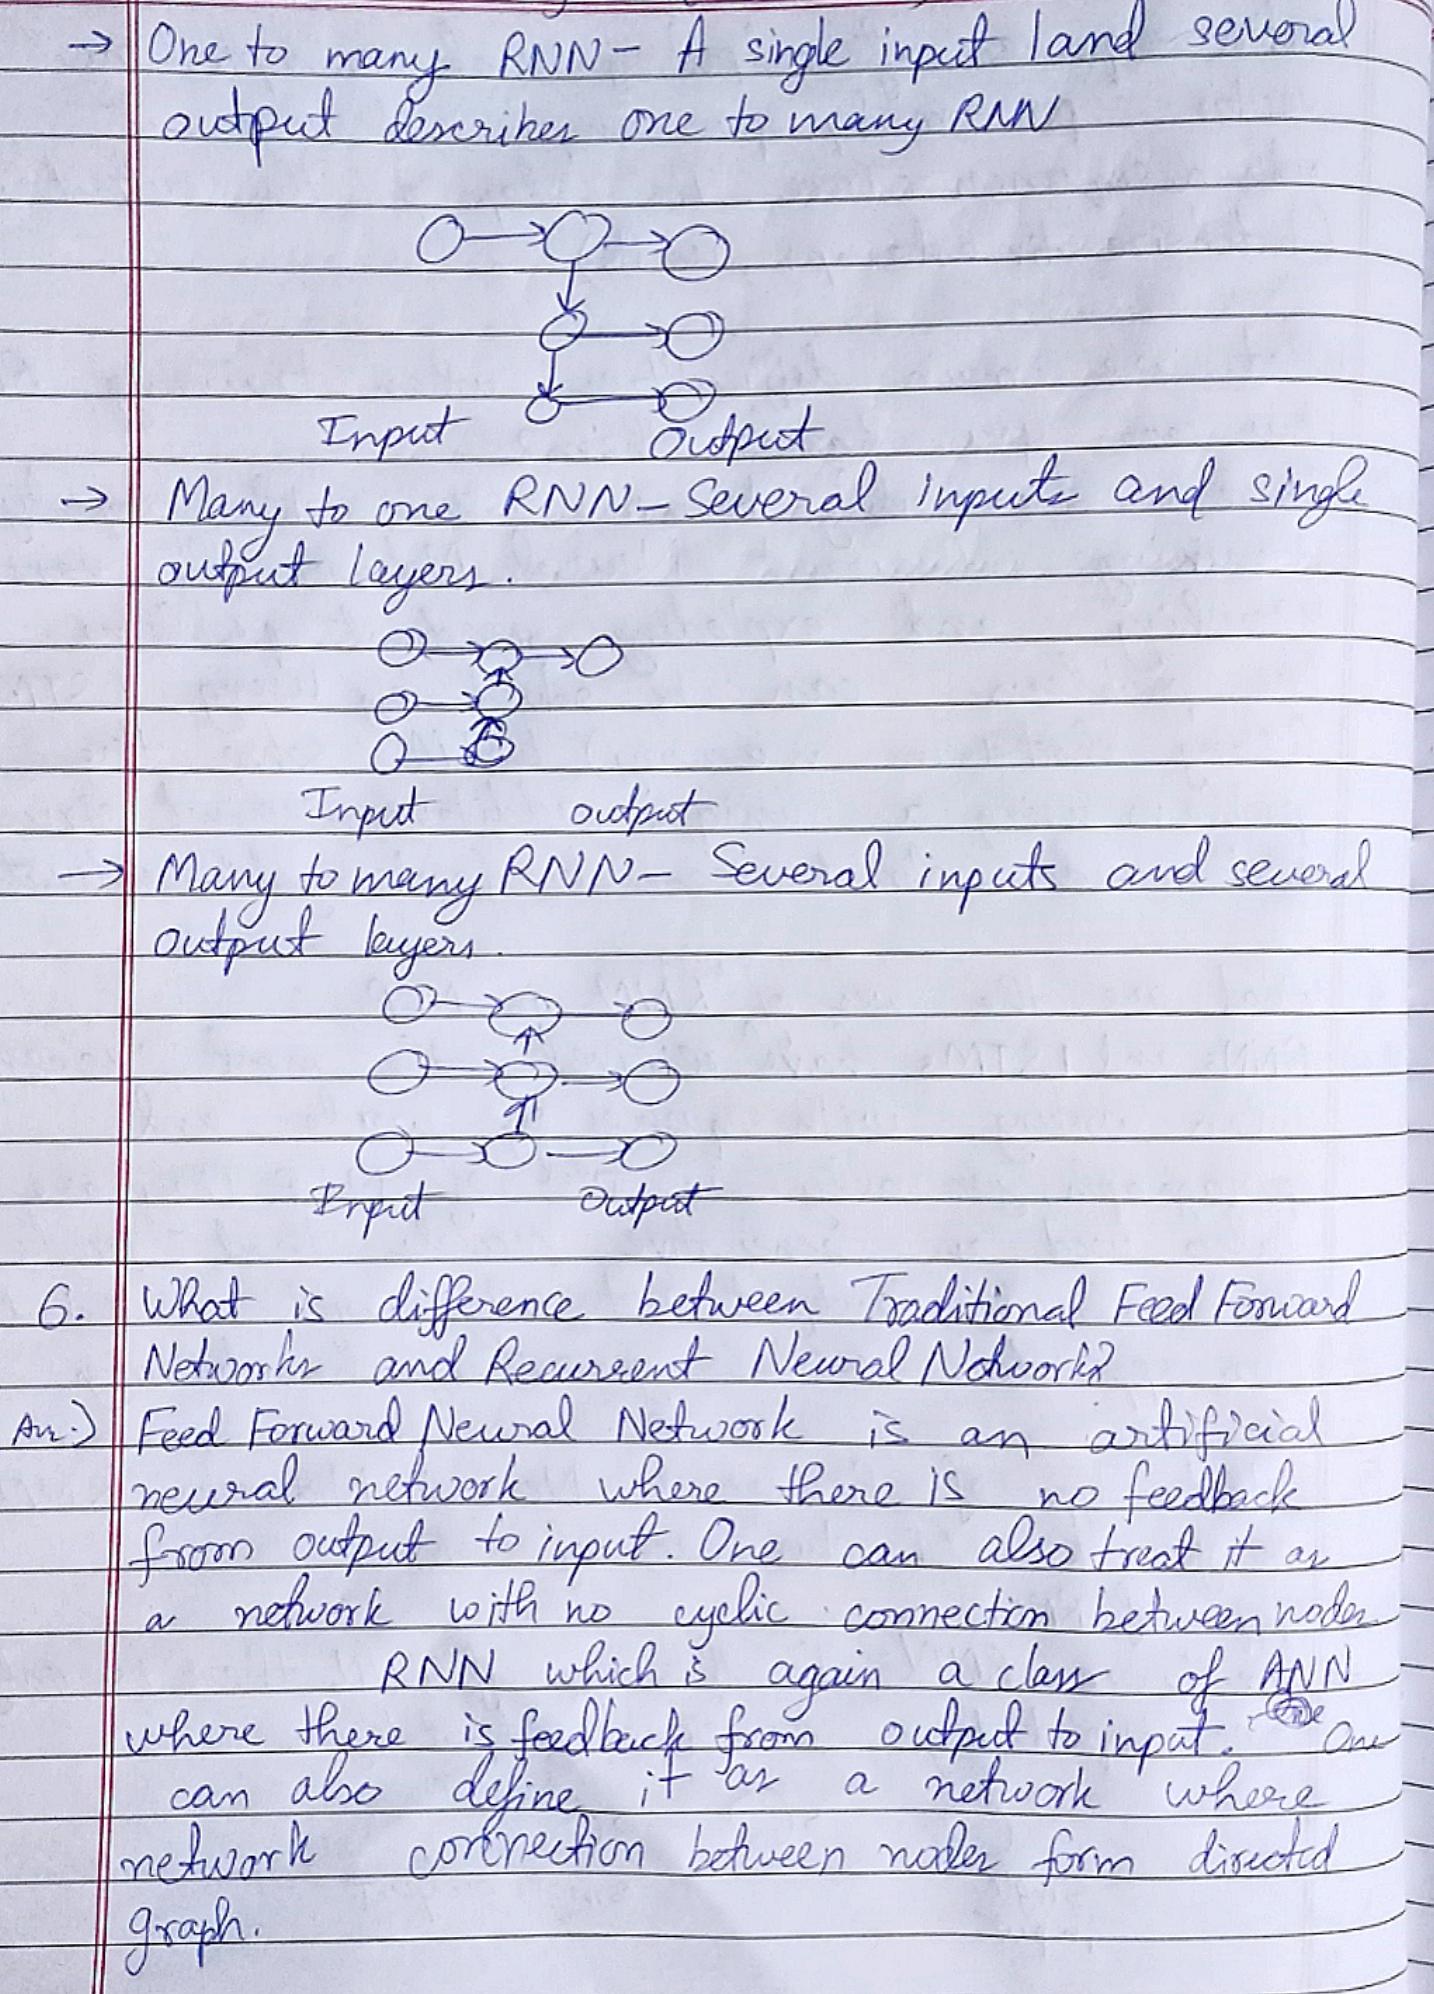 → One to many RNN - A single input land several
output describes one to many RNN
Input Output
→ Many to one RNN - Several inputs and single
output layers.
Input output
→ Many to many RNN - Several inputs and several
output layers.
Input Output
6. What is difference between Traditional Feed Forward
Networks and Recurrent Neural Network?
Ans.) Feed Forward Neural Network is an artificial
neural network where there is no feedback
from output to input. One can also treat it as
a network with no cyclic connection between nodes
RNN which is again a class of ANN
where there is feedback from output to input. One
can also define it as a network where
network connection between nodes form directed
graph.